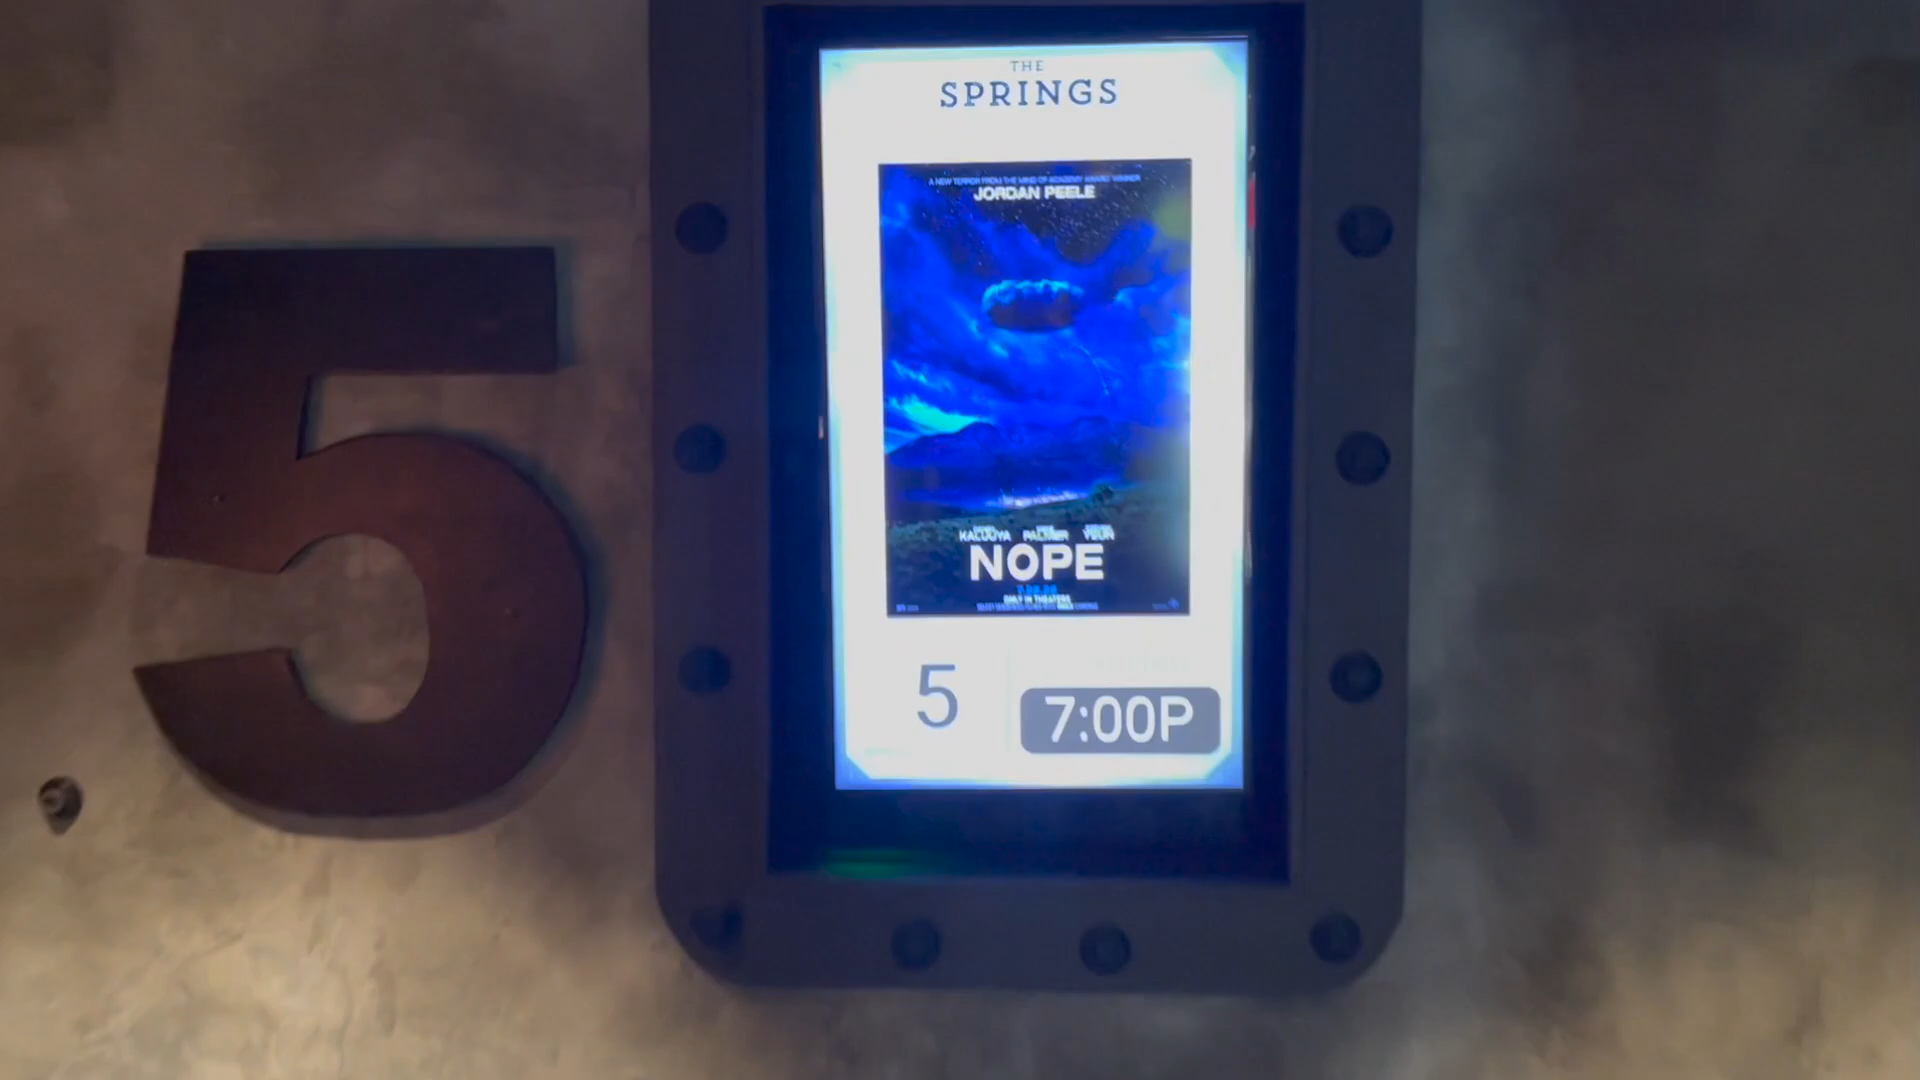 5
THE
SPRINGS
A NEW TERROR FROM THE MIND OF ACADEMY AWARD WINNER
JORDAN PEELE
KALUUYA PALMER YEUN
NOPE
ONLY IN THEATERS
5
7:00P